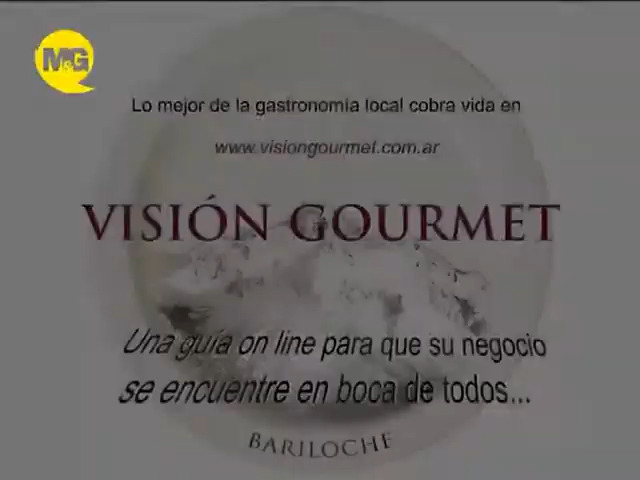 M&G
Lo mejor de la gastronomía local cobra vida en
www.visiongourmet.com.ar
VISIÓN GOURMET
Una guía on line para que su negocio
se encuentre en boca de todos...
BARILOCHE